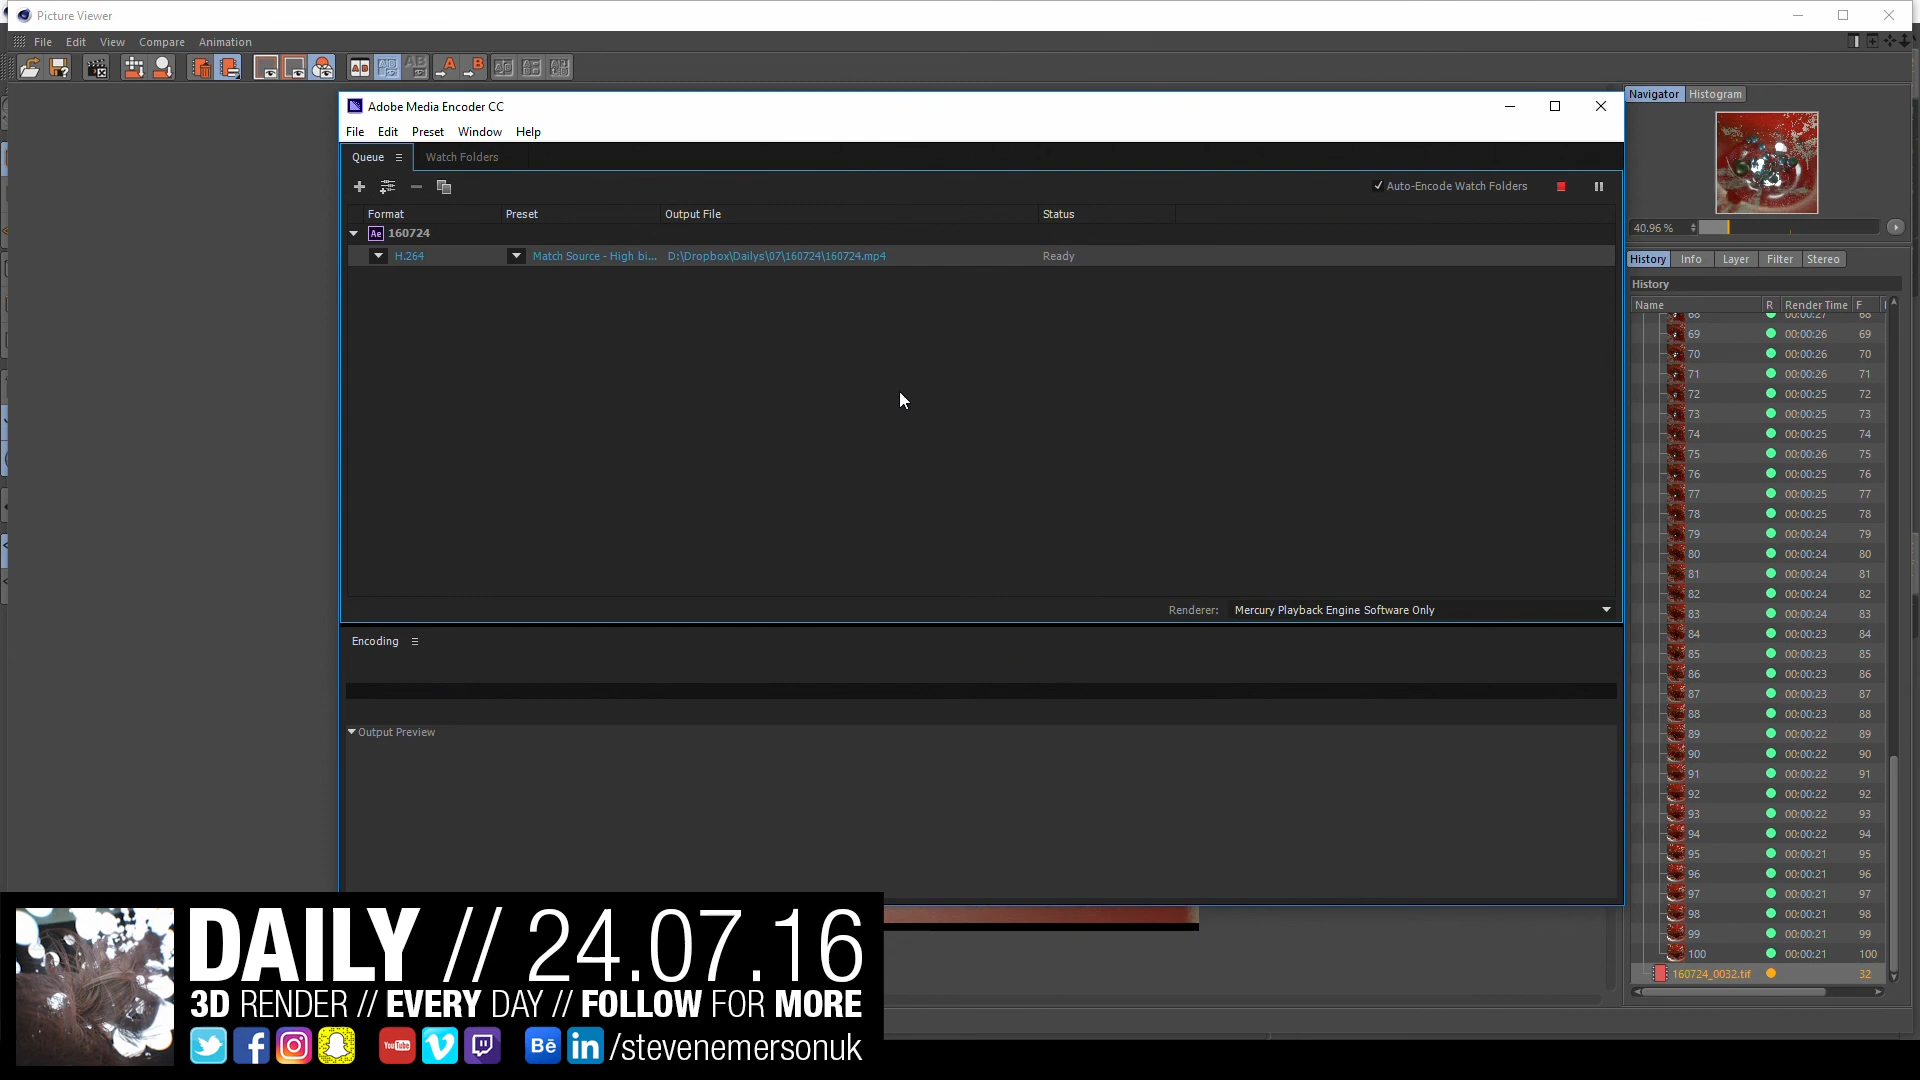 Picture Viewer
File Edit View Compare Animation
Adobe Media Encoder CC
File Edit Preset Window Help
Queue Watch Folders
Auto-Encode Watch Folders
Format Preset Output File Status
Ae 160724
H.264 Match Source - High bi... D:\Dropbox\Dailys\07\160724\160724.mp4 Ready
Renderer: Mercury Playback Engine Software Only
Encoding
Output Preview
Navigator Histogram
40.96 %
History Info Layer Filter Stereo
History
Name R Render Time F
68 00:00:27 68
69 00:00:26 69
70 00:00:26 70
71 00:00:26 71
72 00:00:25 72
73 00:00:25 73
74 00:00:25 74
75 00:00:26 75
76 00:00:25 76
77 00:00:25 77
78 00:00:25 78
79 00:00:24 79
80 00:00:24 80
81 00:00:24 81
82 00:00:24 82
83 00:00:24 83
84 00:00:23 84
85 00:00:23 85
86 00:00:23 86
87 00:00:23 87
88 00:00:23 88
89 00:00:22 89
90 00:00:22 90
91 00:00:22 91
92 00:00:22 92
93 00:00:22 93
94 00:00:22 94
95 00:00:21 95
96 00:00:21 96
97 00:00:21 97
98 00:00:21 98
99 00:00:21 99
100 00:00:21 100
160724_0032.tif 32
DAILY // 24.07.16
3D RENDER // EVERY DAY // FOLLOW FOR MORE
YouTube Bē in /stevenemersonuk